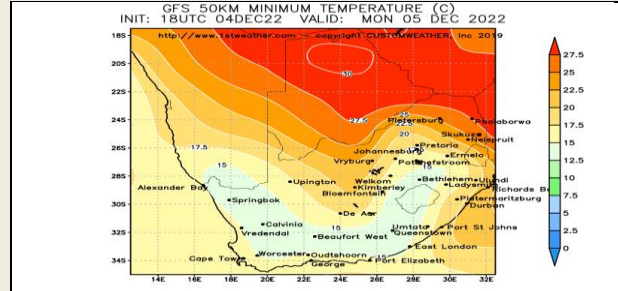 GFS 50KM MINIMUM TEMPERATURE (C)
INIT: 18UTC 04DEC22 VALID: MON 05 DEC 2022
http://www.1stweather.com -- copyright CUSTOMWEATHER, Inc 2019
18S
20S
22S
24S
26S
28S
30S
32S
34S
30
27.5
25
22.5
20
17.5
15
15
15
15
Pietersburg
Phalaborwa
Skukuza
Nelspruit
Pretoria
Johannesburg
Ermelo
Vryburg
Potchefstroom
Welkom
Bethlehem
Ulundi
Alexander Bay
Upington
Kimberley
Ladysmith
Richards B
Bloemfontein
Springbok
Pietermaritzburg
Durban
De Aar
Calvinia
Umtata
Port St Johns
Vredendal
Beaufort West
Queenstown
East London
Cape Town
Worcester
Oudtshoorn
George
Port Elizabeth
14E 16E 18E 20E 22E 24E 26E 28E 30E 32E
27.5
25
22.5
20
17.5
15
12.5
10
7.5
5
2.5
0